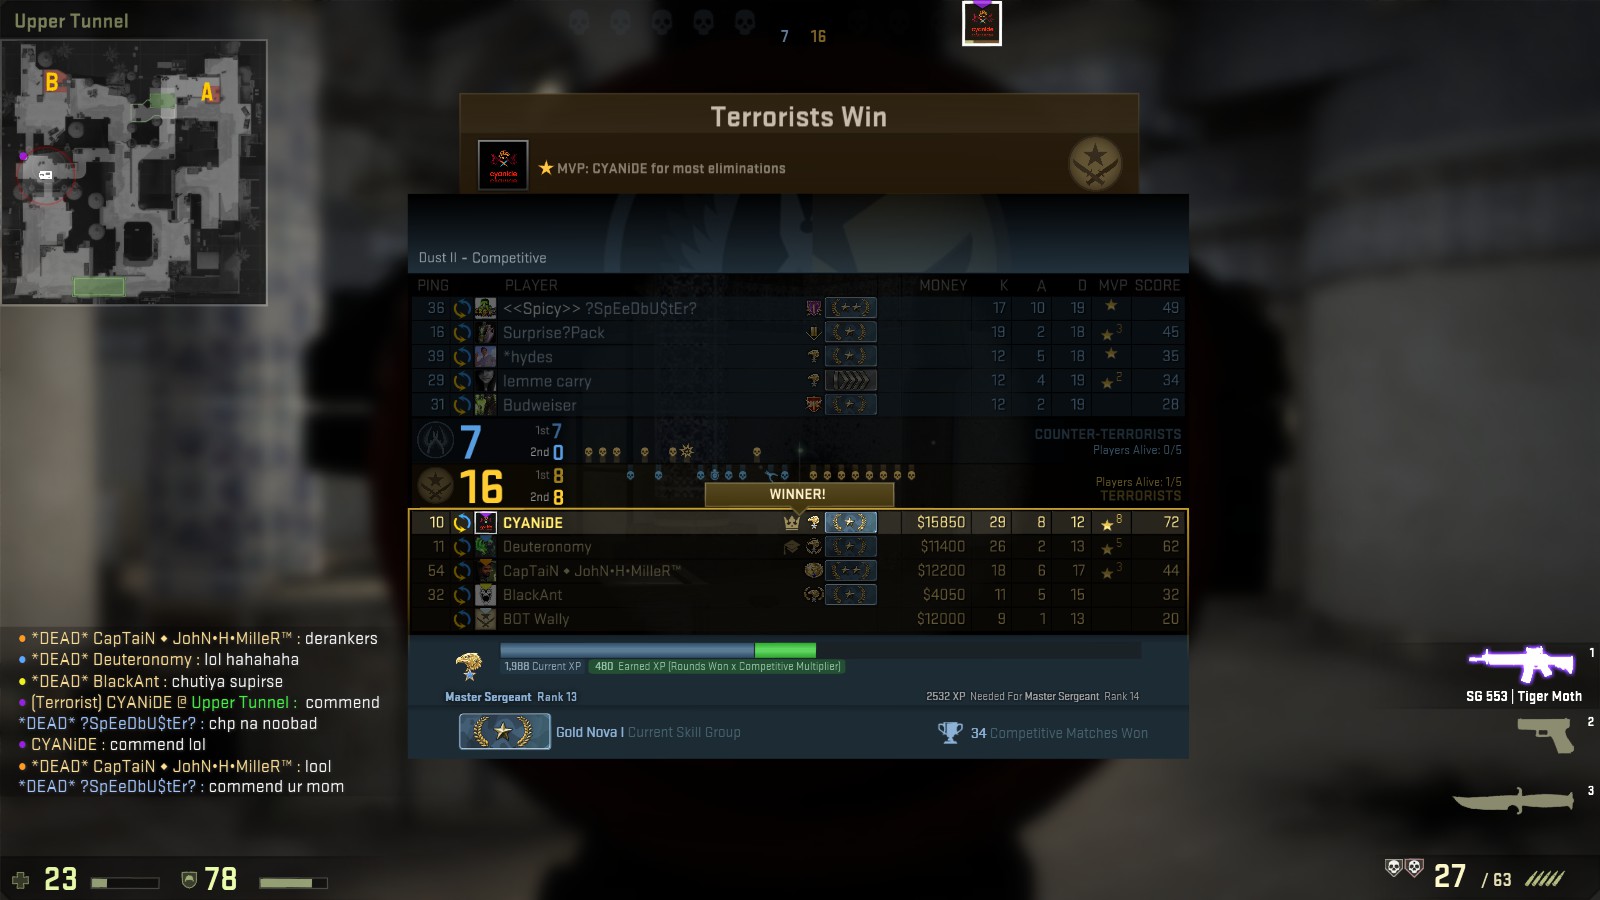 Upper Tunnel
7 16
B
A
Terrorists Win
cyanide
MVP: CYANiDE for most eliminations
Dust II - Competitive
PING PLAYER MONEY K A D MVP SCORE
36 <<Spicy>> ?SpEeDbU$tEr? 17 10 19 49
16 Surprise?Pack 19 2 18 3 45
39 *hydes 12 5 18 35
29 lemme carry 12 4 19 2 34
31 Budweiser 12 2 19 28
7 1st 7
2nd 0
COUNTER-TERRORISTS
Players Alive: 0/5
16 1st 8
2nd 8
Players Alive: 1/5
TERRORISTS
WINNER!
10 CYANiDE $15850 29 8 12 8 72
11 Deuteronomy $11400 26 2 13 5 62
54 CapTaiN ⬥ JohN•H•MilleR™ $12200 18 6 17 3 44
32 BlackAnt $4050 11 5 15 32
BOT Wally $12000 9 1 13 20
1,988 Current XP 480 Earned XP (Rounds Won x Competitive Multiplier)
Master Sergeant Rank 13
2532 XP Needed For Master Sergeant Rank 14
Gold Nova I Current Skill Group
34 Competitive Matches Won
*DEAD* CapTaiN ⬥ JohN•H•MilleR™ : derankers
*DEAD* Deuteronomy : lol hahahaha
*DEAD* BlackAnt : chutiya supirse
(Terrorist) CYANiDE @ Upper Tunnel : commend
*DEAD* ?SpEeDbU$tEr? : chp na noobad
CYANiDE : commend lol
*DEAD* CapTaiN ⬥ JohN•H•MilleR™ : lool
*DEAD* ?SpEeDbU$tEr? : commend ur mom
1
SG 553 | Tiger Moth
2
3
23 78
27 / 63